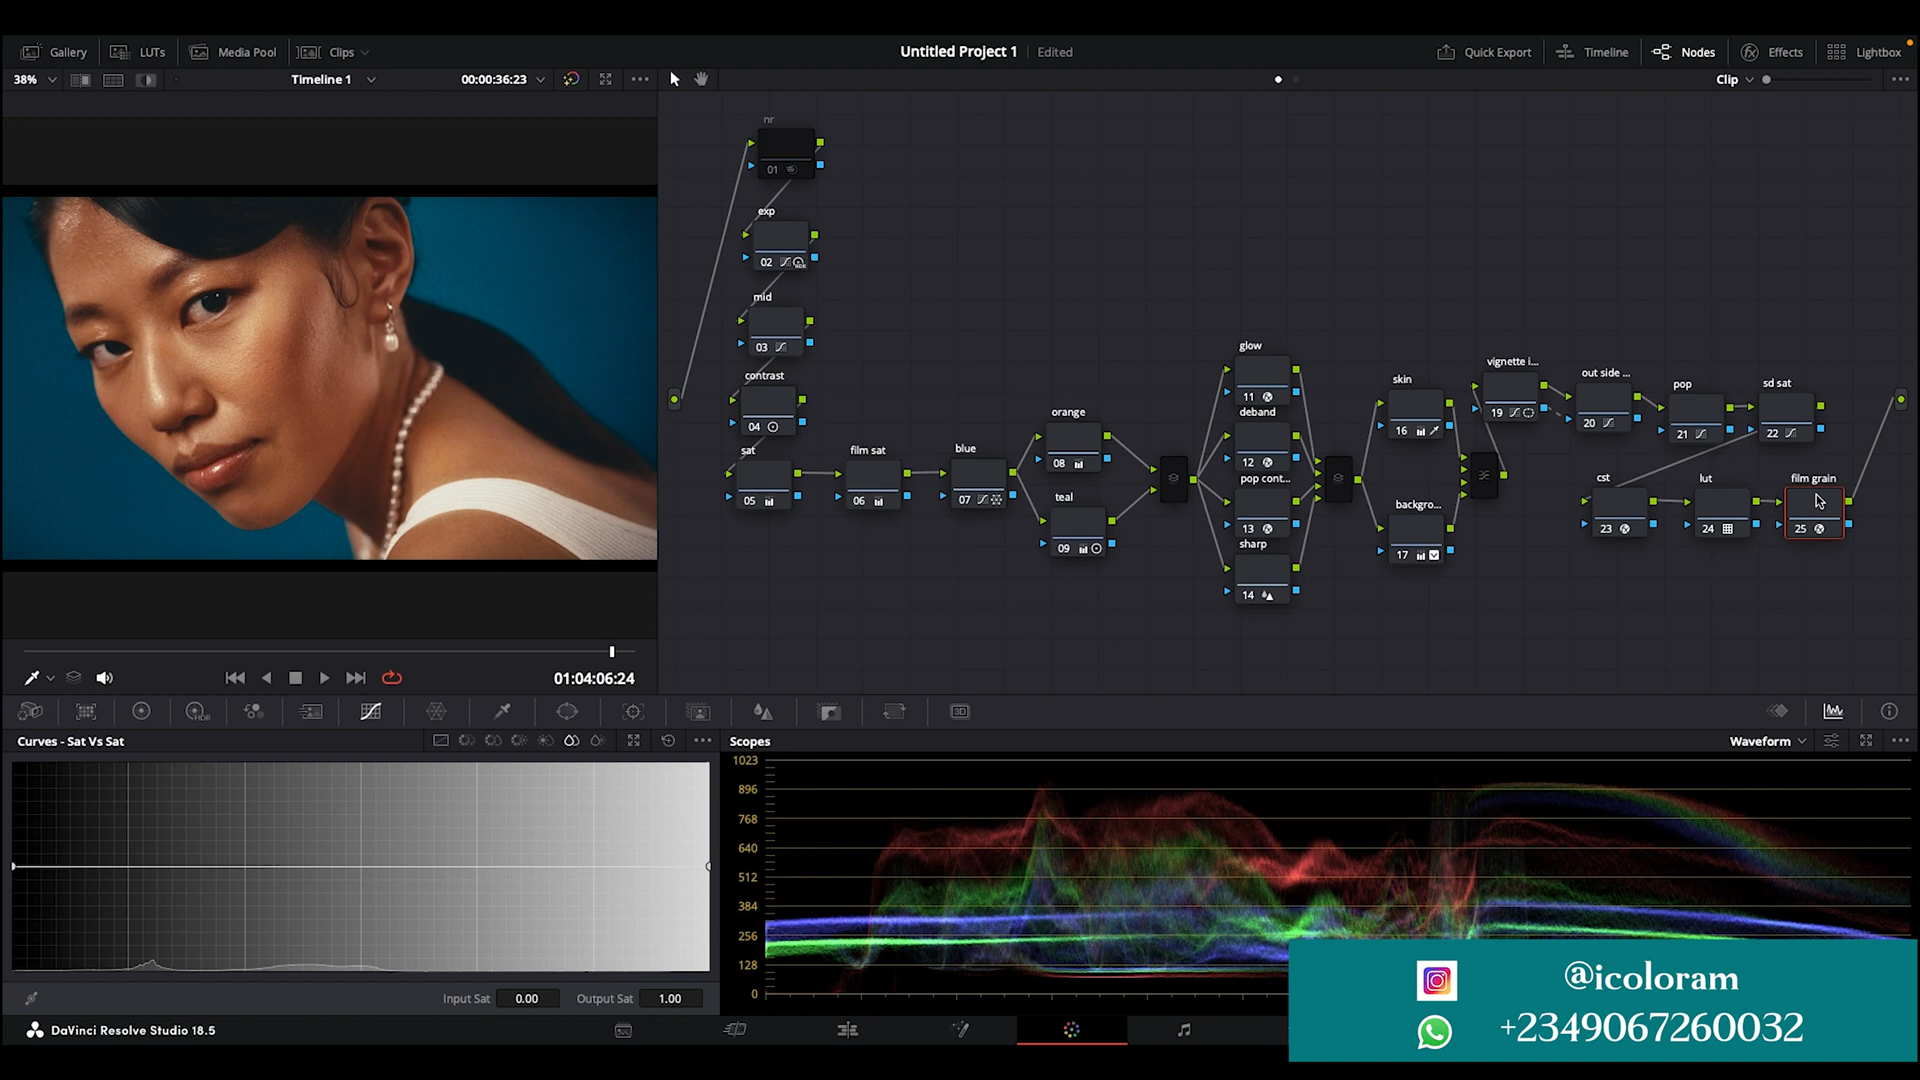 Gallery LUTs Media Pool Clips Untitled Project 1 Edited Quick Export Timeline Nodes Effects Lightbox
38% Timeline 1 00:00:36:23 Clip
nr
01
exp
02
mid
03
contrast
04
sat
05
film sat
06
blue
07
orange
08
teal
09
glow
11
deband
12
pop cont...
13
sharp
14
skin
16
backgro...
17
vignette i...
19
out side ...
20
pop
21
sd sat
22
cst
23
lut
24
film grain
25
01:04:06:24
HDR
3D
Curves - Sat Vs Sat
Scopes
Waveform
1023
896
768
640
512
384
256
128
0
Input Sat 0.00 Output Sat 1.00
DaVinci Resolve Studio 18.5
@icoloram
+2349067260032